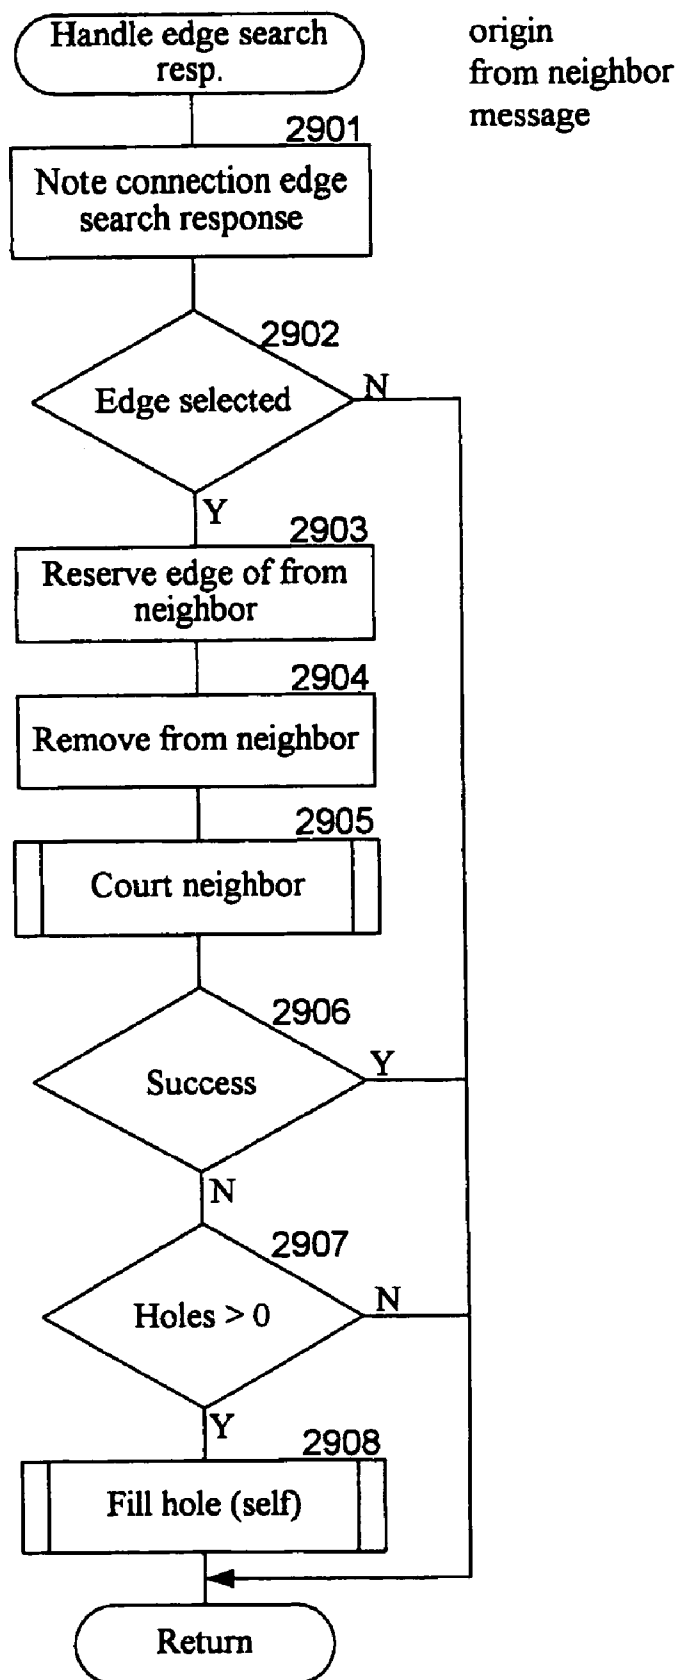 Handle edge search
resp.
origin
from neighbor
message
2901
Note connection edge
search response
2902
Edge selected
N
Y
2903
Reserve edge of from
neighbor
2904
Remove from neighbor
2905
Court neighbor
2906
Success
Y
N
2907
Holes > 0
N
Y
2908
Fill hole (self)
Return